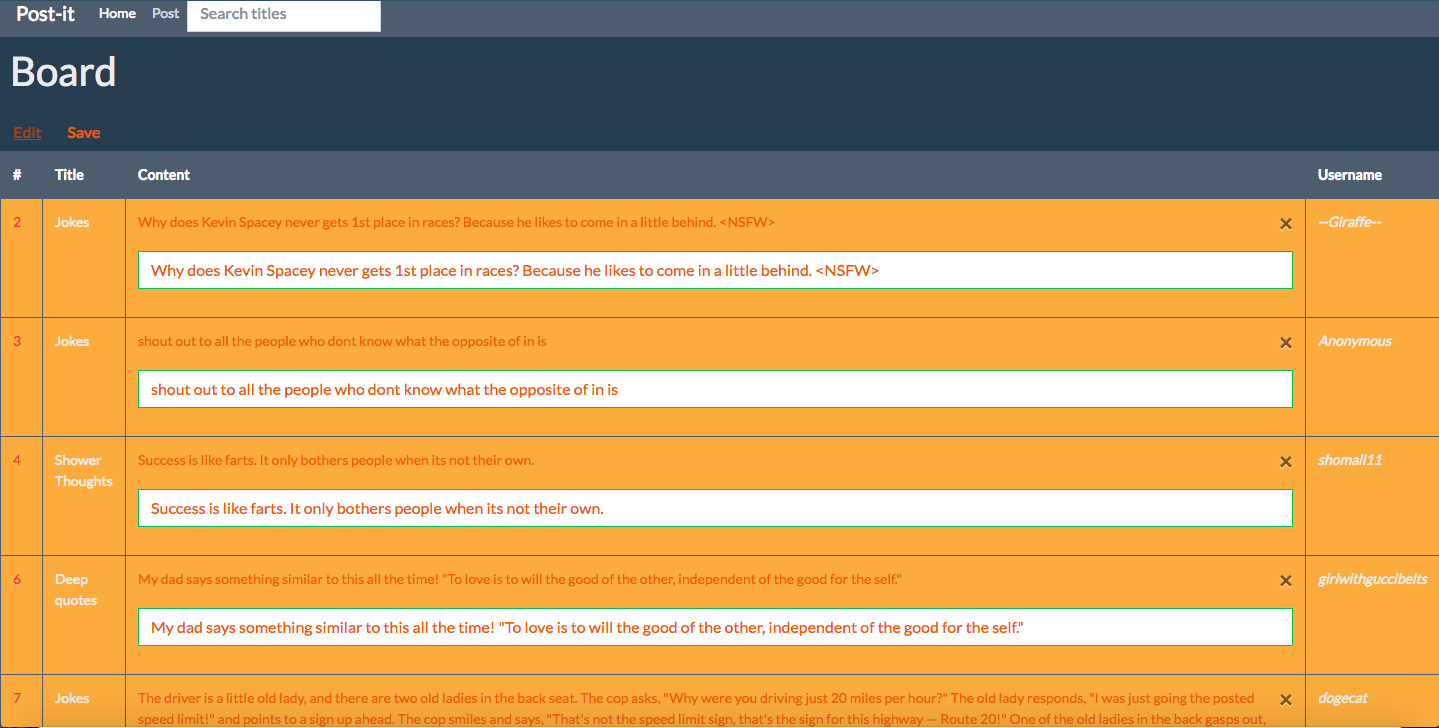 Post-it Home Post Search titles
Board
Edit Save
# Title Content Username
2 Jokes Why does Kevin Spacey never gets 1st place in races? Because he likes to come in a little behind. <NSFW> × --Giraffe--
Why does Kevin Spacey never gets 1st place in races? Because he likes to come in a little behind. <NSFW>
3 Jokes shout out to all the people who dont know what the opposite of in is × Anonymous
shout out to all the people who dont know what the opposite of in is
4 Shower Success is like farts. It only bothers people when its not their own. × shomall11
Thoughts
Success is like farts. It only bothers people when its not their own.
6 Deep My dad says something similar to this all the time! "To love is to will the good of the other, independent of the good for the self." × girlwithguccibelts
quotes
My dad says something similar to this all the time! "To love is to will the good of the other, independent of the good for the self."
7 Jokes The driver is a little old lady, and there are two old ladies in the back seat. The cop asks, "Why were you driving just 20 miles per hour?" The old lady responds, "I was just going the posted × dogecat
speed limit!" and points to a sign up ahead. The cop smiles and says, "That's not the speed limit sign, that's the sign for this highway — Route 20!" One of the old ladies in the back gasps out,